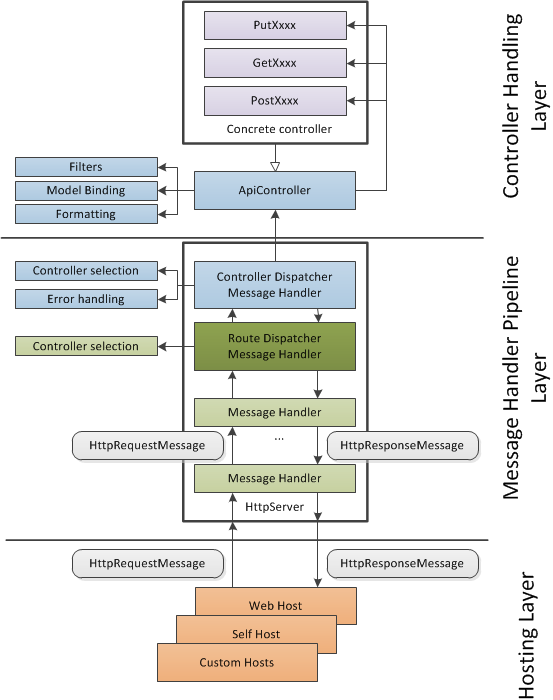 PutXxxx
GetXxxx
PostXxxx
Concrete controller
Controller Handling
Layer
Filters
Model Binding
Formatting
ApiController
Controller selection
Error handling
Controller Dispatcher
Message Handler
Controller selection
Route Dispatcher
Message Handler
Message Handler
...
HttpRequestMessage
HttpResponseMessage
Message Handler
HttpServer
Message Handler Pipeline
Layer
HttpRequestMessage
HttpResponseMessage
Web Host
Self Host
Custom Hosts
Hosting Layer